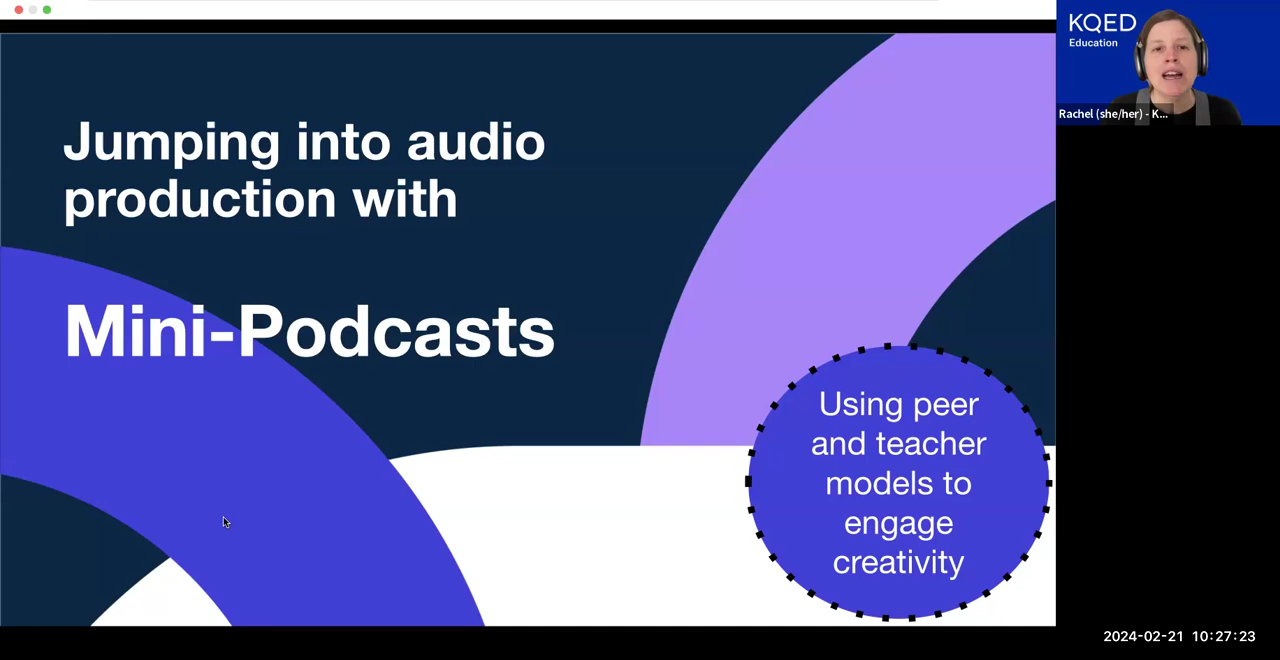 Jumping into audio
production with
Mini-Podcasts
Using peer
and teacher
models to
engage
creativity
KQED
Education
Rachel (she/her) - K...
2024-02-21 10:27:23